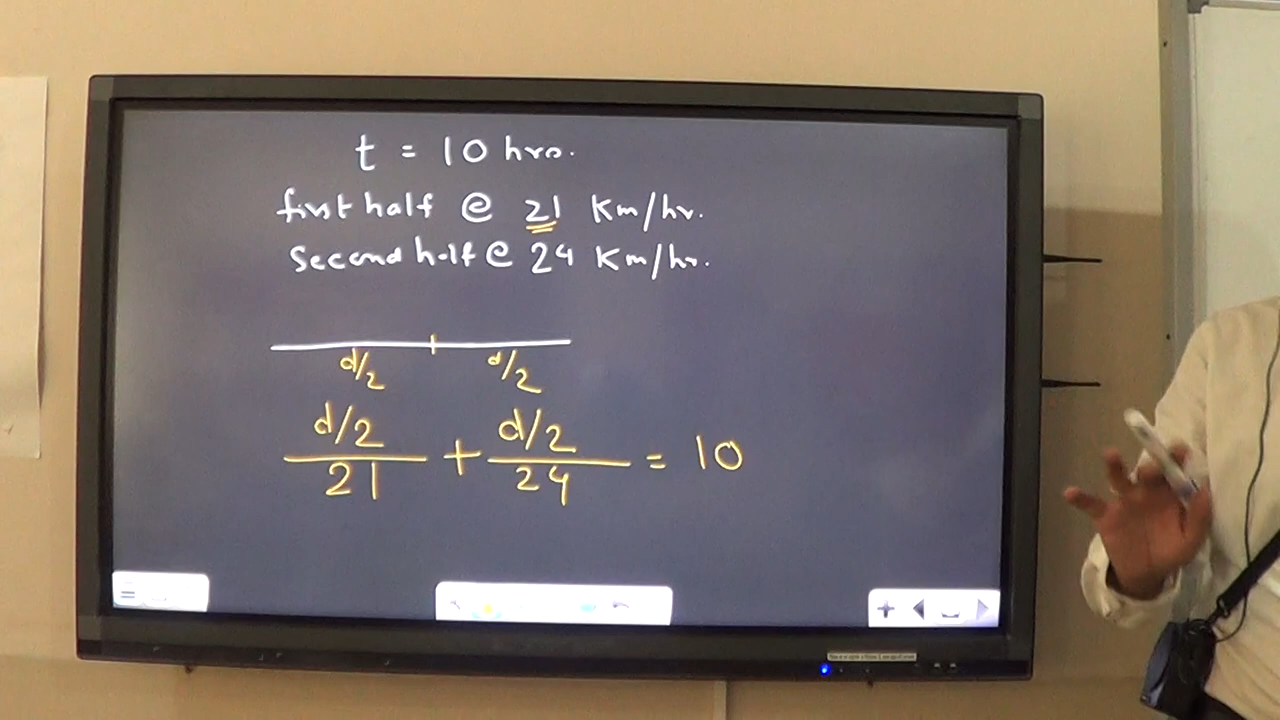 t = 10 hrs.
first half @ 21 Km/hr.
Second half @ 24 Km/hr.
d/2 d/2
d/2 / 21 + d/2 / 24 = 10